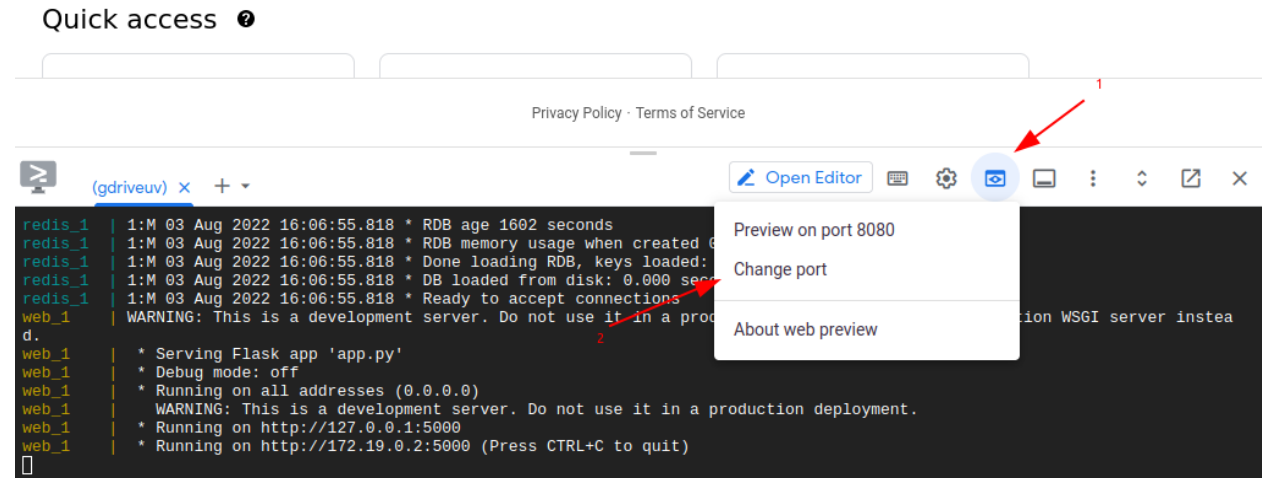 Quick access ?
1
Privacy Policy · Terms of Service
(gdriveuv) × + Open Editor
Preview on port 8080
Change port
About web preview
redis_1 | 1:M 03 Aug 2022 16:06:55.818 * RDB age 1602 seconds
redis_1 | 1:M 03 Aug 2022 16:06:55.818 * RDB memory usage when created
redis_1 | 1:M 03 Aug 2022 16:06:55.818 * Done loading RDB, keys loaded:
redis_1 | 1:M 03 Aug 2022 16:06:55.818 * DB loaded from disk: 0.000
redis_1 | 1:M 03 Aug 2022 16:06:55.818 * Ready to accept connections
web_1 | WARNING: This is a development server. Do not use it in a WSGI server instea
d.
2
web_1 | * Serving Flask app 'app.py'
web_1 | * Debug mode: off
web_1 | * Running on all addresses (0.0.0.0)
web_1 | WARNING: This is a development server. Do not use it in a production deployment.
web_1 | * Running on http://127.0.0.1:5000
web_1 | * Running on http://172.19.0.2:5000 (Press CTRL+C to quit)